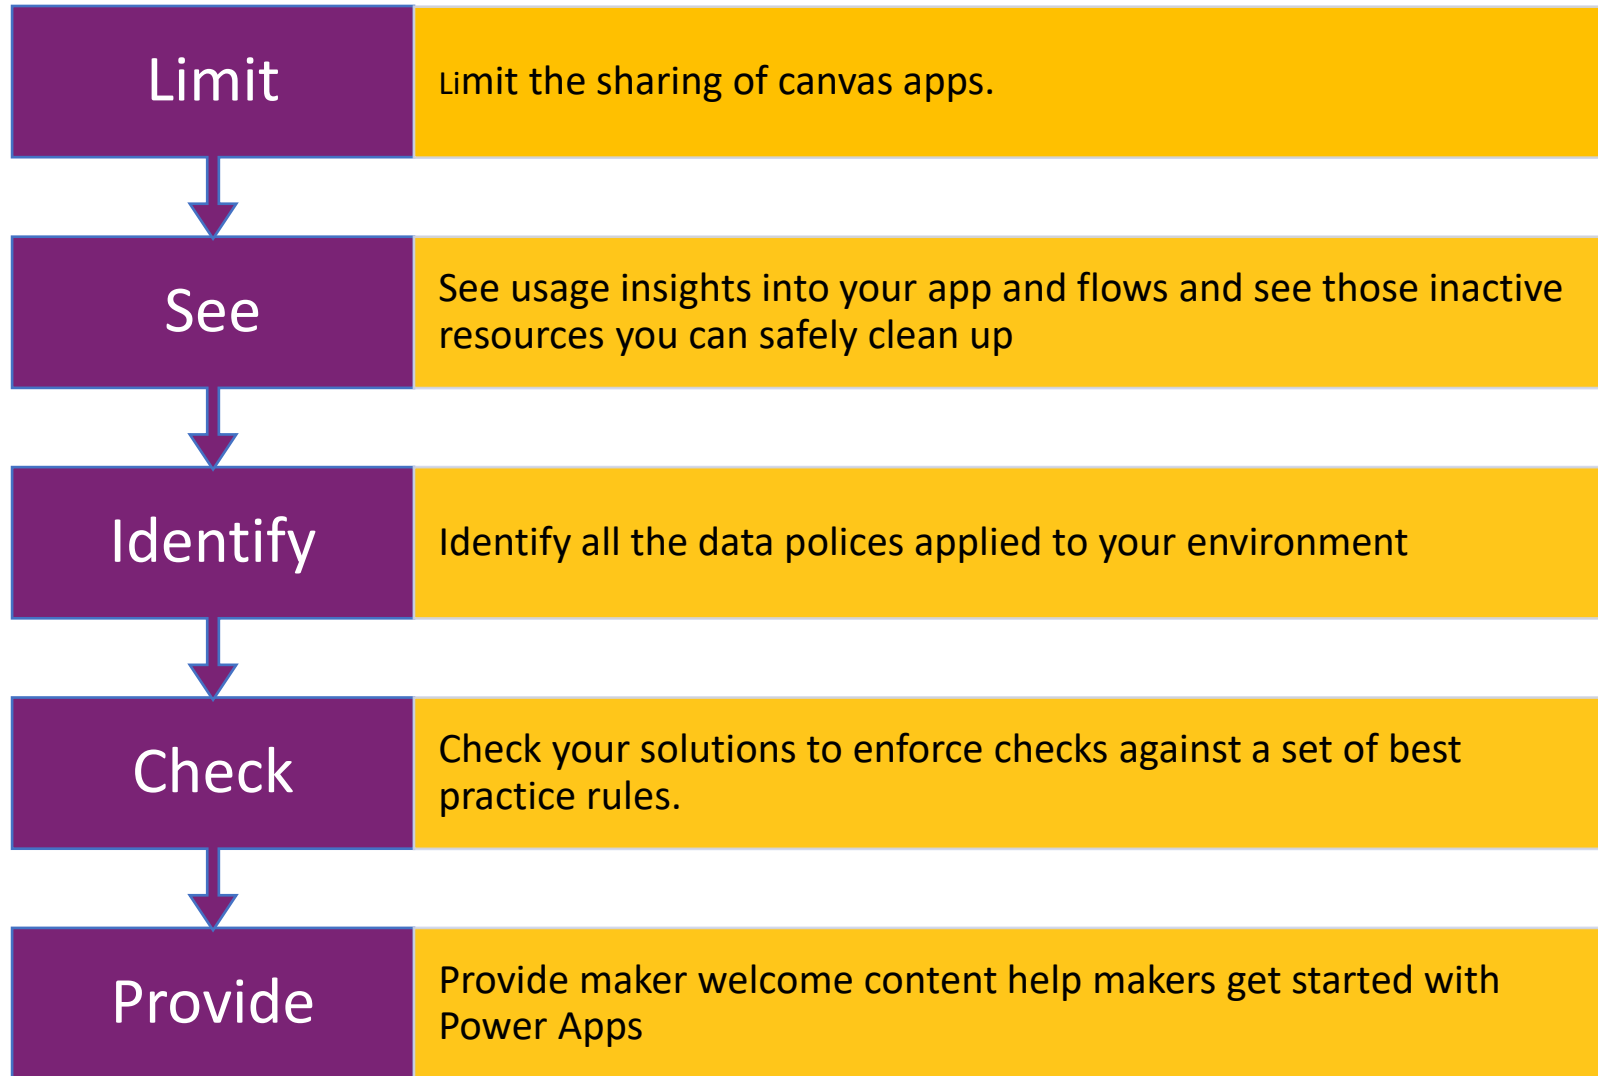 Limit
Limit the sharing of canvas apps.
See
See usage insights into your app and flows and see those inactive
resources you can safely clean up
Identify
Identify all the data polices applied to your environment
Check
Check your solutions to enforce checks against a set of best
practice rules.
Provide
Provide maker welcome content help makers get started with
Power Apps